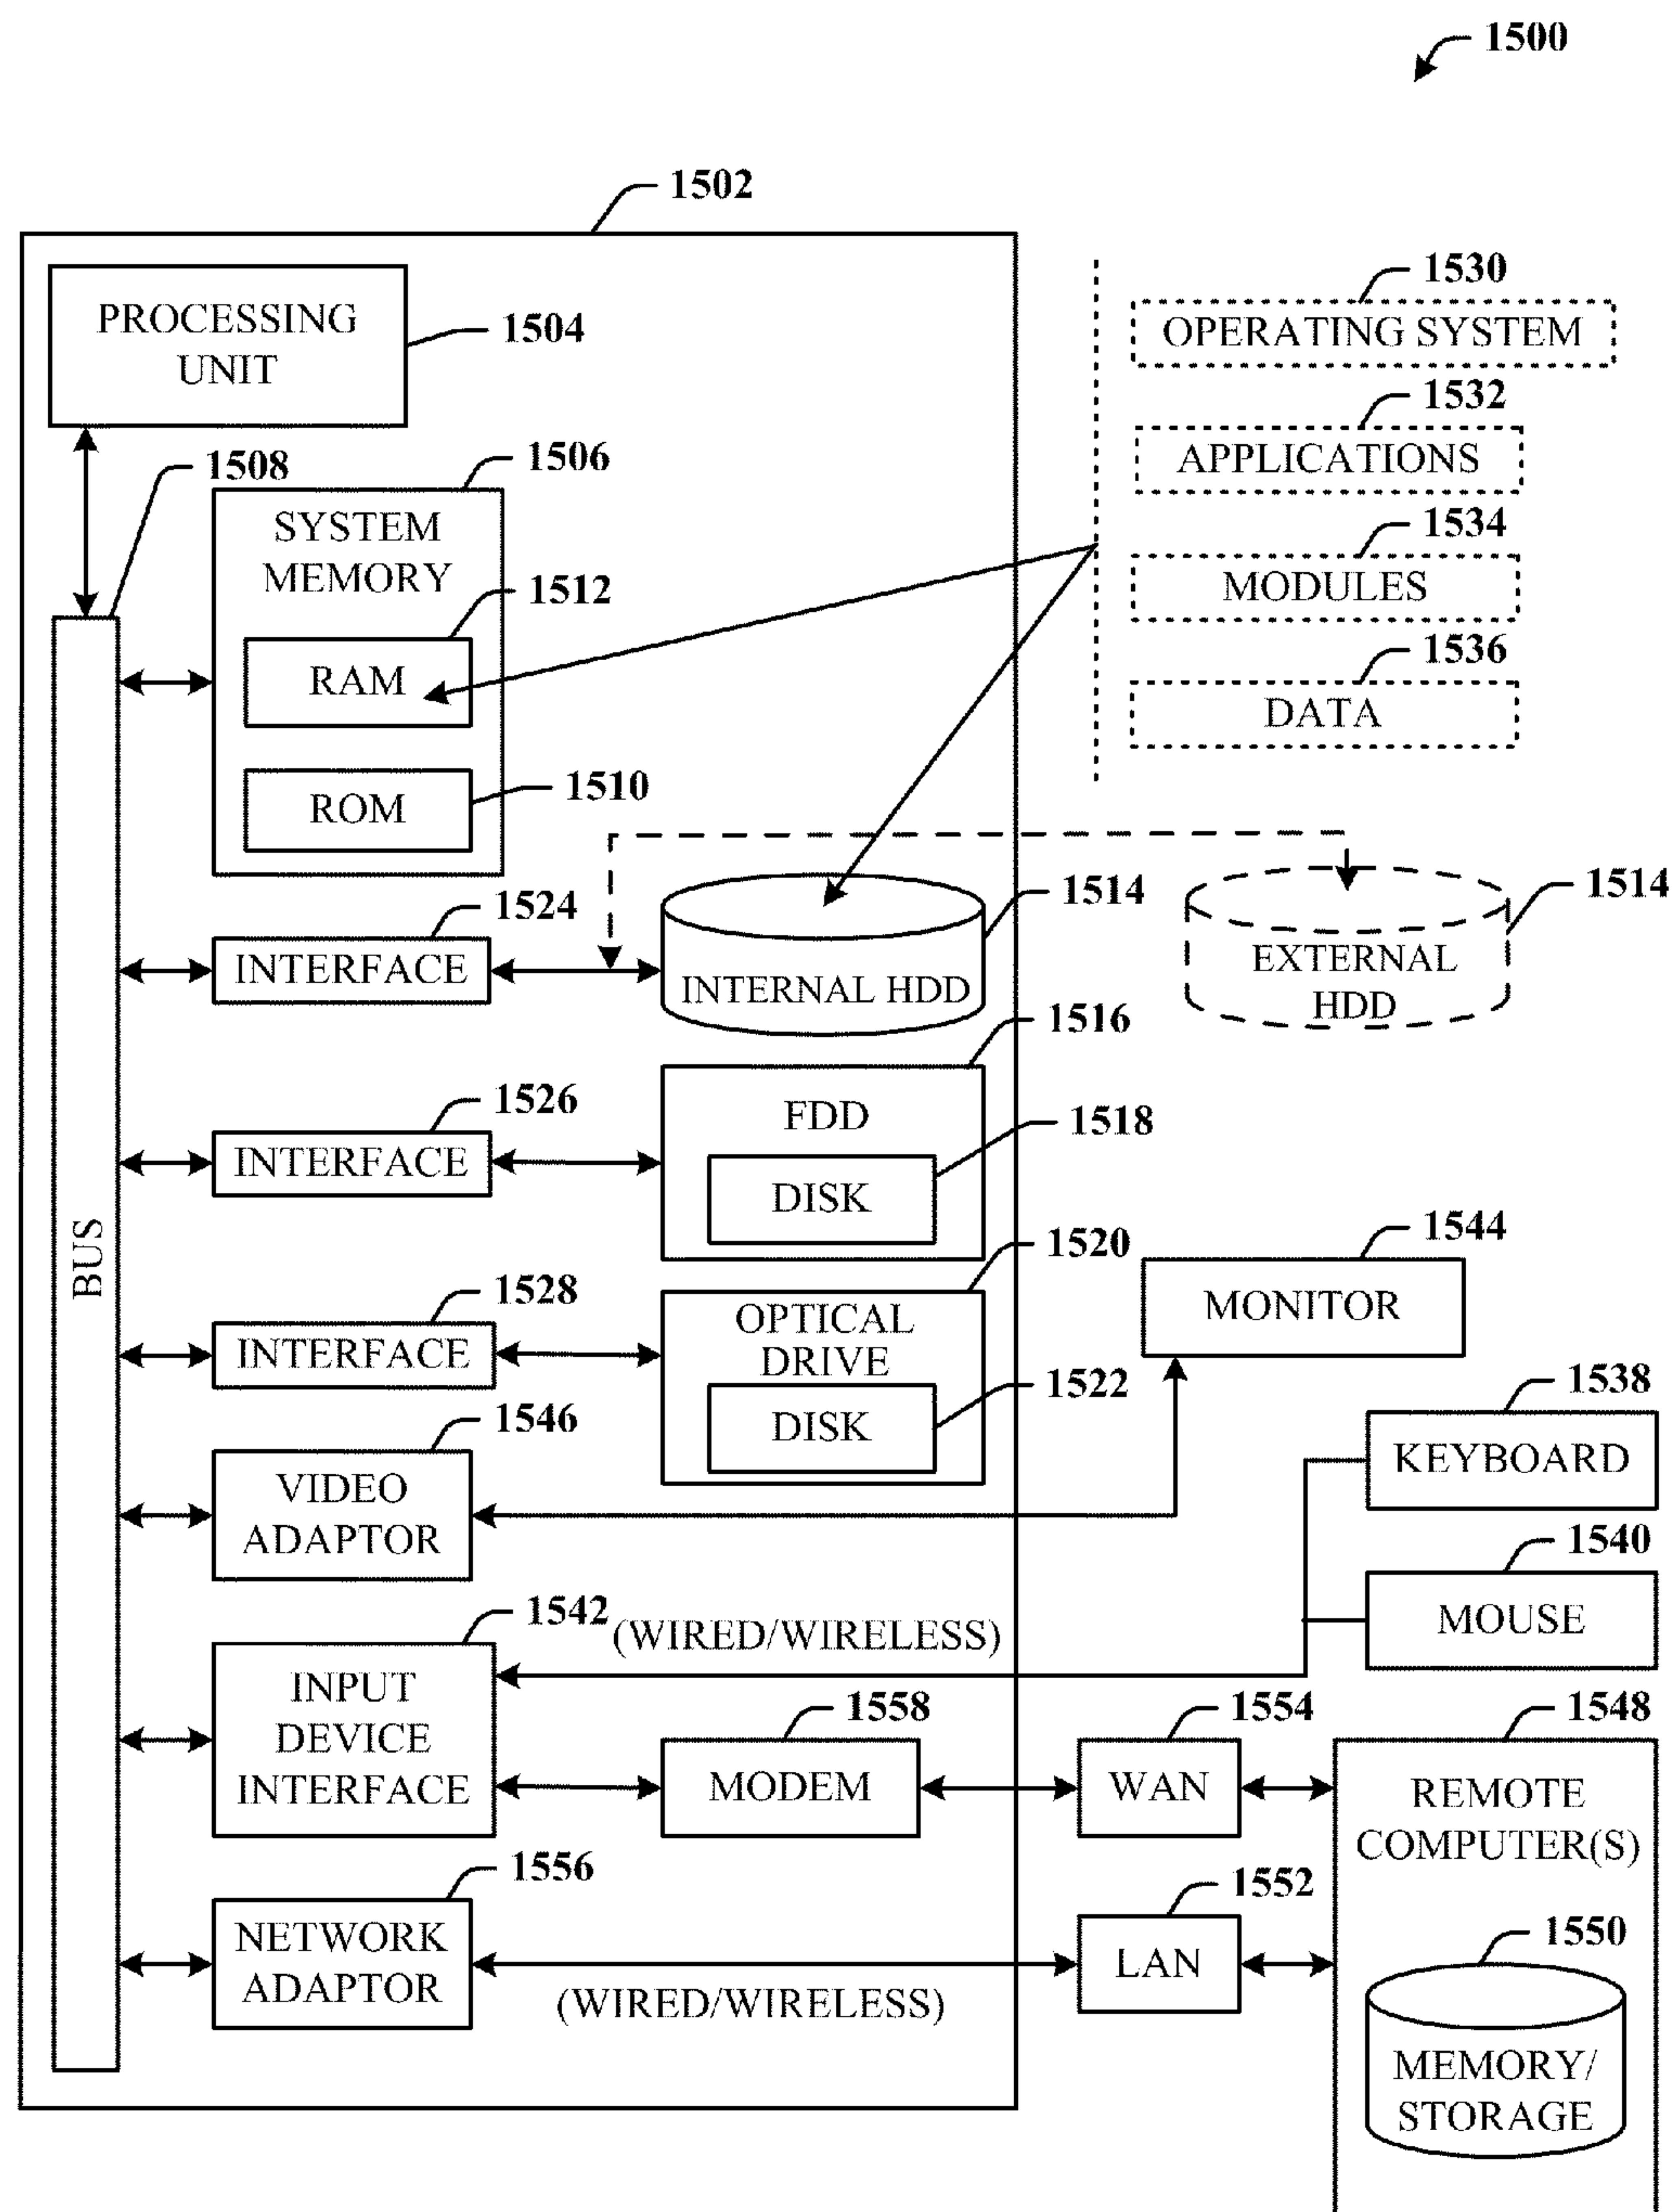 1500
1502
PROCESSING
UNIT
1504
1530
OPERATING SYSTEM
1532
APPLICATIONS
1534
MODULES
1536
DATA
1508
1506
SYSTEM
MEMORY
1512
RAM
1510
ROM
BUS
1524
INTERFACE
1514
INTERNAL HDD
1514
EXTERNAL
HDD
1526
INTERFACE
1516
FDD
1518
DISK
1528
INTERFACE
1520
OPTICAL
DRIVE
1522
DISK
1544
MONITOR
1546
VIDEO
ADAPTOR
1538
KEYBOARD
1540
MOUSE
1542
(WIRED/WIRELESS)
INPUT
DEVICE
INTERFACE
1558
MODEM
1554
WAN
1548
REMOTE
COMPUTER(S)
1556
NETWORK
ADAPTOR
(WIRED/WIRELESS)
1552
LAN
1550
MEMORY/
STORAGE